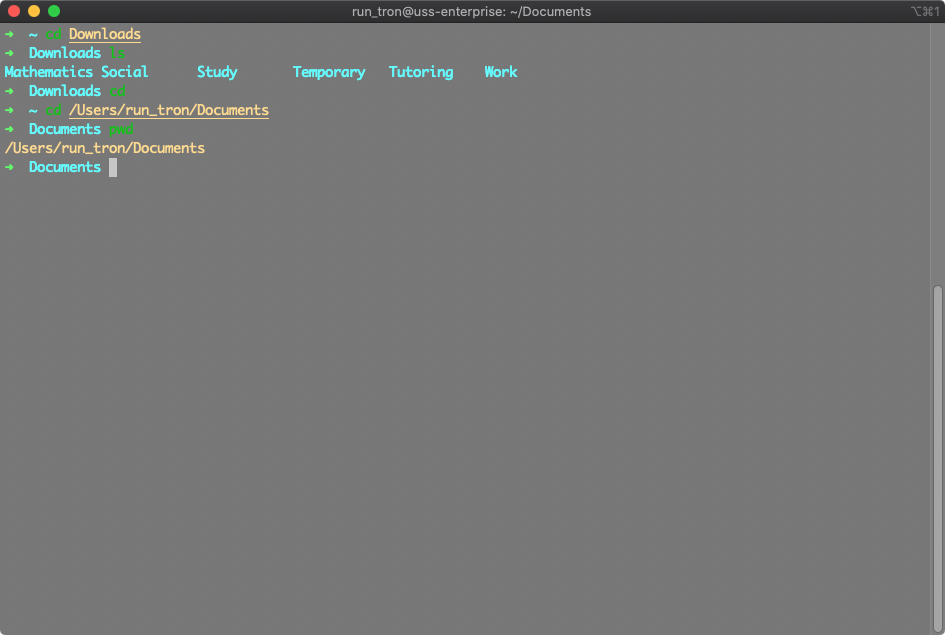 run_tron@uss-enterprise: ~/Documents ⌥⌘1
➜ ~ cd Downloads
➜ Downloads ls
Mathematics Social Study Temporary Tutoring Work
➜ Downloads cd
➜ ~ cd /Users/run_tron/Documents
➜ Documents pwd
/Users/run_tron/Documents
➜ Documents